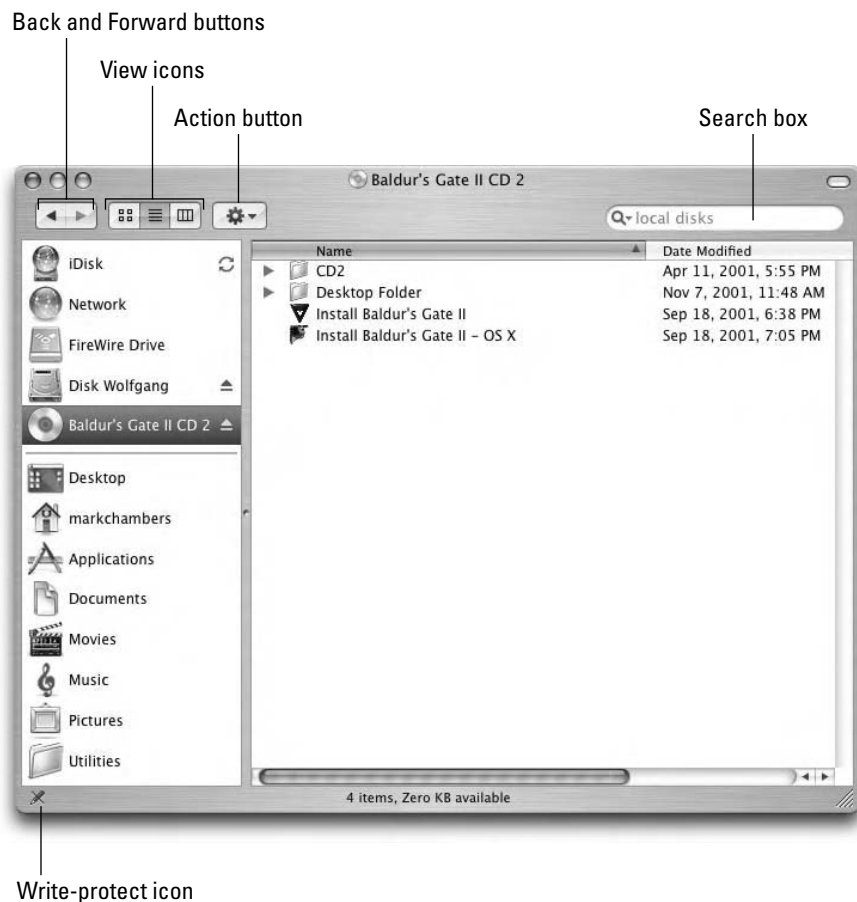 Back and Forward buttons
View icons
Action button
Search box
Baldur's Gate II CD 2
local disks
iDisk
Network
FireWire Drive
Disk Wolfgang
Baldur's Gate II CD 2
Desktop
markchambers
Applications
Documents
Movies
Music
Pictures
Utilities
Name Date Modified
CD2 Apr 11, 2001, 5:55 PM
Desktop Folder Nov 7, 2001, 11:48 AM
Install Baldur's Gate II Sep 18, 2001, 6:38 PM
Install Baldur's Gate II – OS X Sep 18, 2001, 7:05 PM
4 items, Zero KB available
Write-protect icon